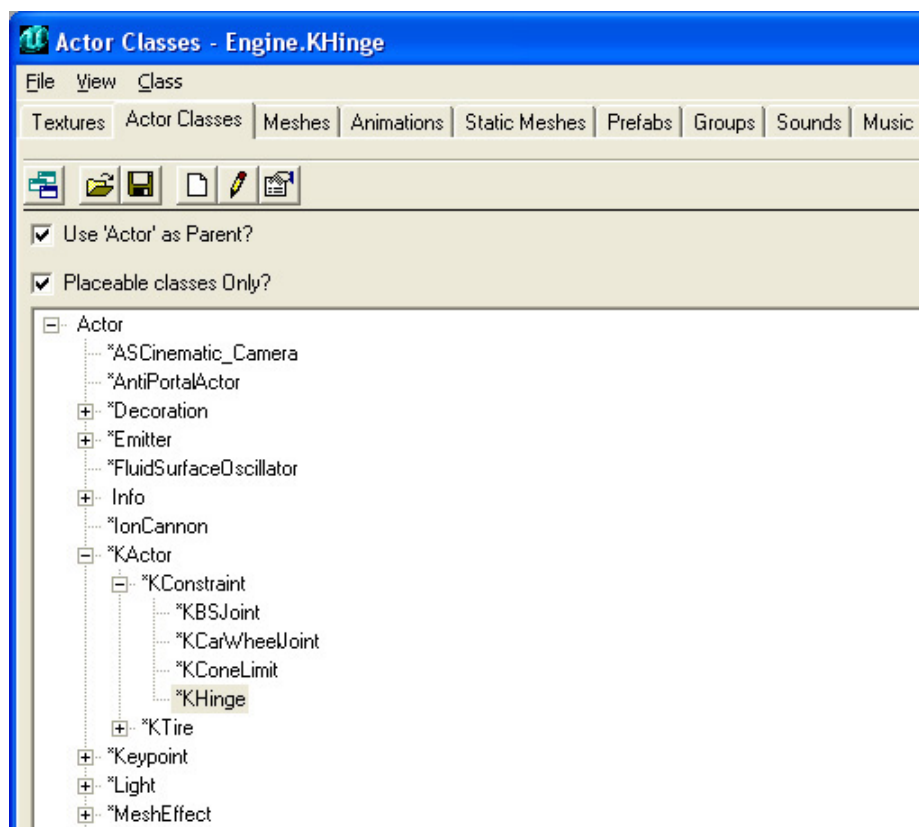 Actor Classes - Engine.KHinge
File View Class
Textures Actor Classes Meshes Animations Static Meshes Prefabs Groups Sounds Music
Use 'Actor' as Parent?
Placeable classes Only?
Actor
*ASCinematic_Camera
*AntiPortalActor
*Decoration
*Emitter
*FluidSurfaceOscillator
Info
*IonCannon
*KActor
*KConstraint
*KBSJoint
*KCarWheelJoint
*KConeLimit
*KHinge
*KTire
*Keypoint
*Light
*MeshEffect